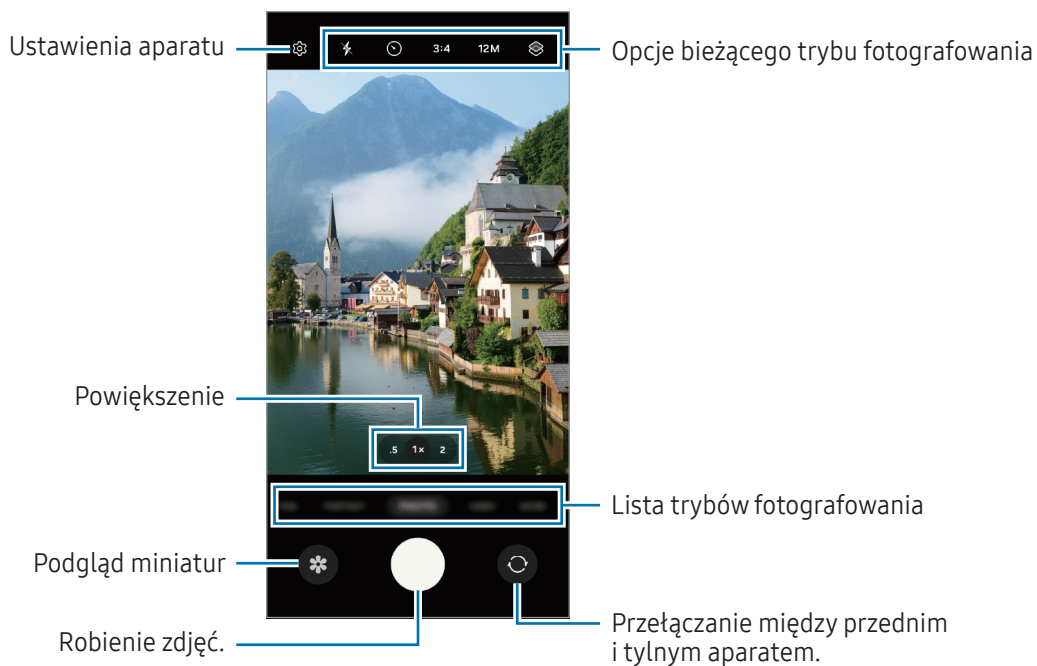 Ustawienia aparatu
3:4
12M
Opcje bieżącego trybu fotografowania
Powiększenie
.5 1x 2
Lista trybów fotografowania
Podgląd miniatur
Robienie zdjęć.
Przełączanie między przednim
i tylnym aparatem.